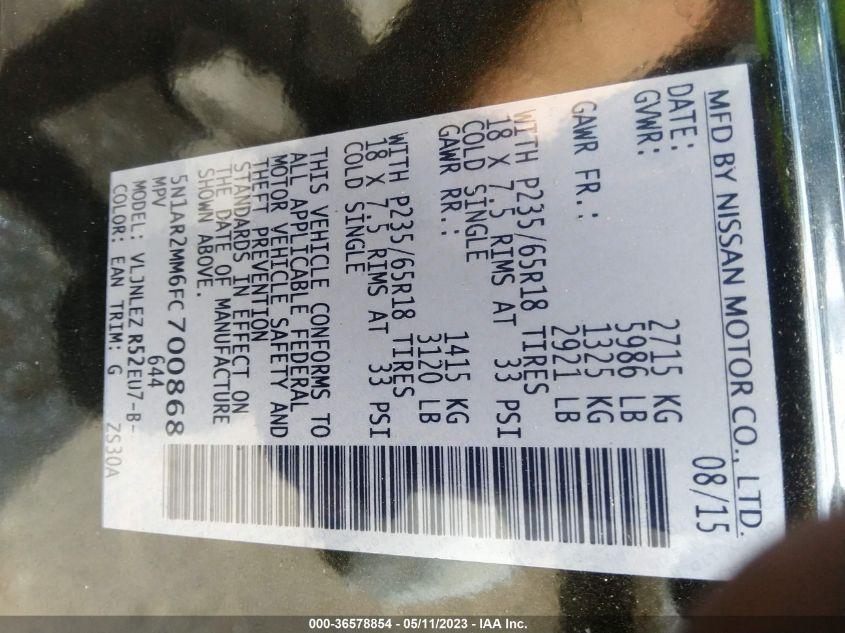 MFD BY NISSAN MOTOR CO., LTD.
DATE: 08/15
GVWR: 2715 KG
5986 LB
GAWR FR.: 1325 KG
2921 LB
WITH P235/65R18 TIRES
18 X 7.5 RIMS AT 33 PSI
COLD SINGLE
GAWR RR.: 1415 KG
3120 LB
WITH P235/65R18 TIRES
18 X 7.5 RIMS AT 33 PSI
COLD SINGLE
THIS VEHICLE CONFORMS TO
ALL APPLICABLE FEDERAL
MOTOR VEHICLE SAFETY AND
THEFT PREVENTION
STANDARDS IN EFFECT ON
THE DATE OF MANUFACTURE
SHOWN ABOVE.
5N1AR2MM6FC700868
MPV 644
MODEL: VLJNLEZ R52EU7-B-
COLOR: EAN TRIM: G ZS30A
000-36578854 - 05/11/2023 - IAA Inc.